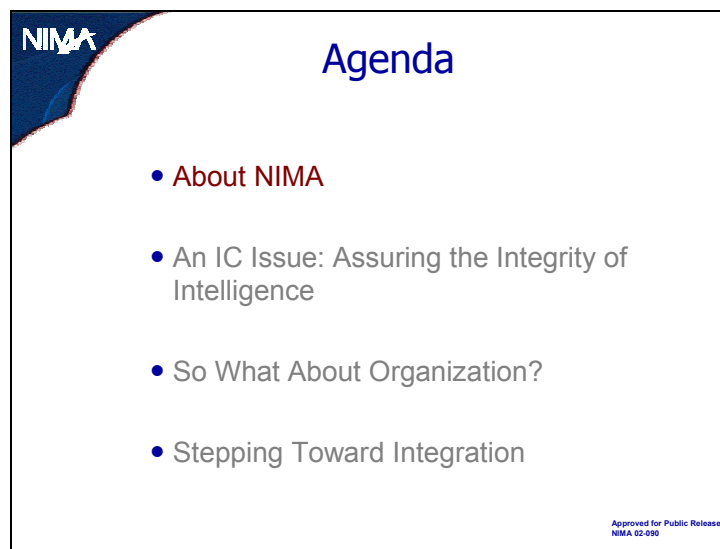 NIMA
Agenda
• About NIMA
• An IC Issue: Assuring the Integrity of
Intelligence
• So What About Organization?
• Stepping Toward Integration
Approved for Public Release
NIMA 02-090